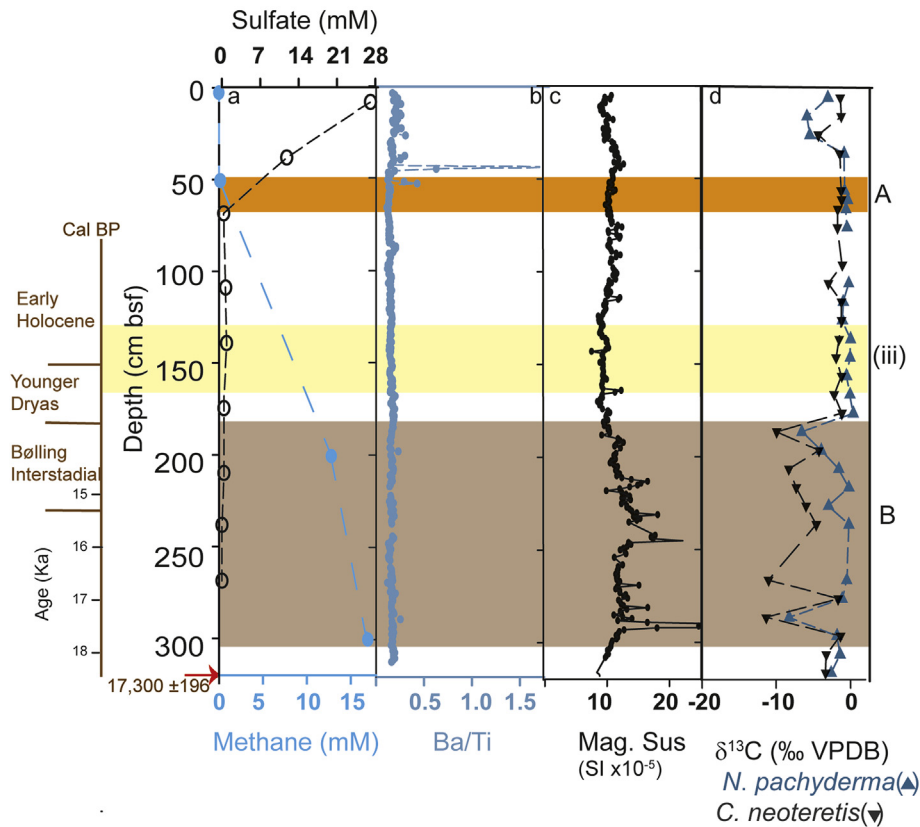 Sulfate (mM)
0 7 14 21 28
a b c d
0
50
100
150
200
250
300
Depth (cm bsf)
A
(iii)
B
Cal BP
Early
Holocene
Younger
Dryas
Bølling
Interstadial
15
16
17
18
Age (Ka)
17,300 ±196
0 5 10 15
Methane (mM)
0.5 1.0 1.5
Ba/Ti
10 20
Mag. Sus
(SI x10-5)
-20 -10 0
δ13C (‰ VPDB)
N. pachyderma(▲)
C. neoteretis(▼)